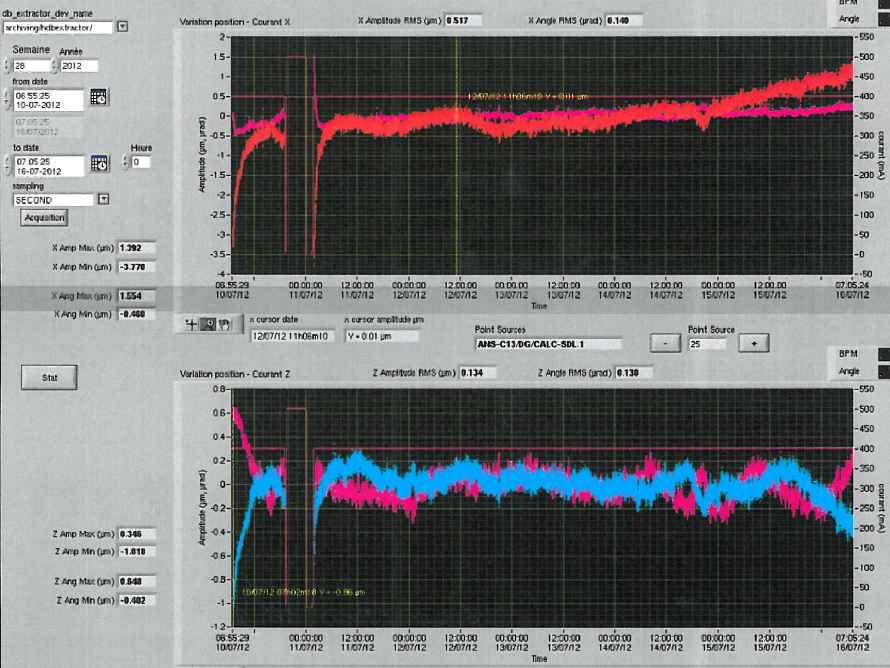 db_extractor_dev_name
archiving/hdbextractor/
Semaine Année
28 2012
from date
06:55:25
10-07-2012
07:05:25
16/07/2012
to date Heure
07:05:25
16-07-2012
0
sampling
SECOND
Acquisition
X Amp Max (µm) 1.392
X Amp Min (µm) -3.770
X Ang Max (µm) 1.554
X Ang Min (µm) -0.460
Stat
Z Amp Max (µm) 0.346
Z Amp Min (µm) -1.010
Z Ang Max (µm) 0.648
Z Ang Min (µm) -0.402
BPM
Angle
Variation position - Courant X
X Amplitude RMS (µm) 0.517
X Angle RMS (µrad) 0.140
Amplitude (µm, µrad)
2
1.5
1
0.5
0
-0.5
-1
-1.5
-2
-2.5
-3
-3.5
-4
12/07/12 11h06m10 Y = 0.01 µm
550
500
450
400
350
300
250
200
150
100
50
0
-50
courant (mA)
06:55:29 00:00:00 12:00:00 00:00:00 12:00:00 00:00:00 12:00:00 00:00:00 12:00:00 00:00:00 12:00:00 07:05:24
10/07/12 11/07/12 11/07/12 12/07/12 12/07/12 13/07/12 13/07/12 14/07/12 14/07/12 15/07/12 15/07/12 16/07/12
Time
x cursor date x cursor amplitude µm
12/07/12 11h06m10 Y = 0.01 µm
Point Sources
ANS-C13/DG/CALC-SDL.1
- Point Source +
25
BPM
Angle
Variation position - Courant Z
Z Amplitude RMS (µm) 0.134
Z Angle RMS (µrad) 0.130
Amplitude (µm, µrad)
0.8
0.6
0.4
0.2
0
-0.2
-0.4
-0.6
-0.8
-1
-1.2
10/07/12 07h02m18 Y = -0.96 µm
550
500
450
400
350
300
250
200
150
100
50
0
-50
courant (mA)
06:55:29 00:00:00 12:00:00 00:00:00 12:00:00 00:00:00 12:00:00 00:00:00 12:00:00 00:00:00 12:00:00 07:05:24
10/07/12 11/07/12 11/07/12 12/07/12 12/07/12 13/07/12 13/07/12 14/07/12 14/07/12 15/07/12 15/07/12 16/07/12
Time